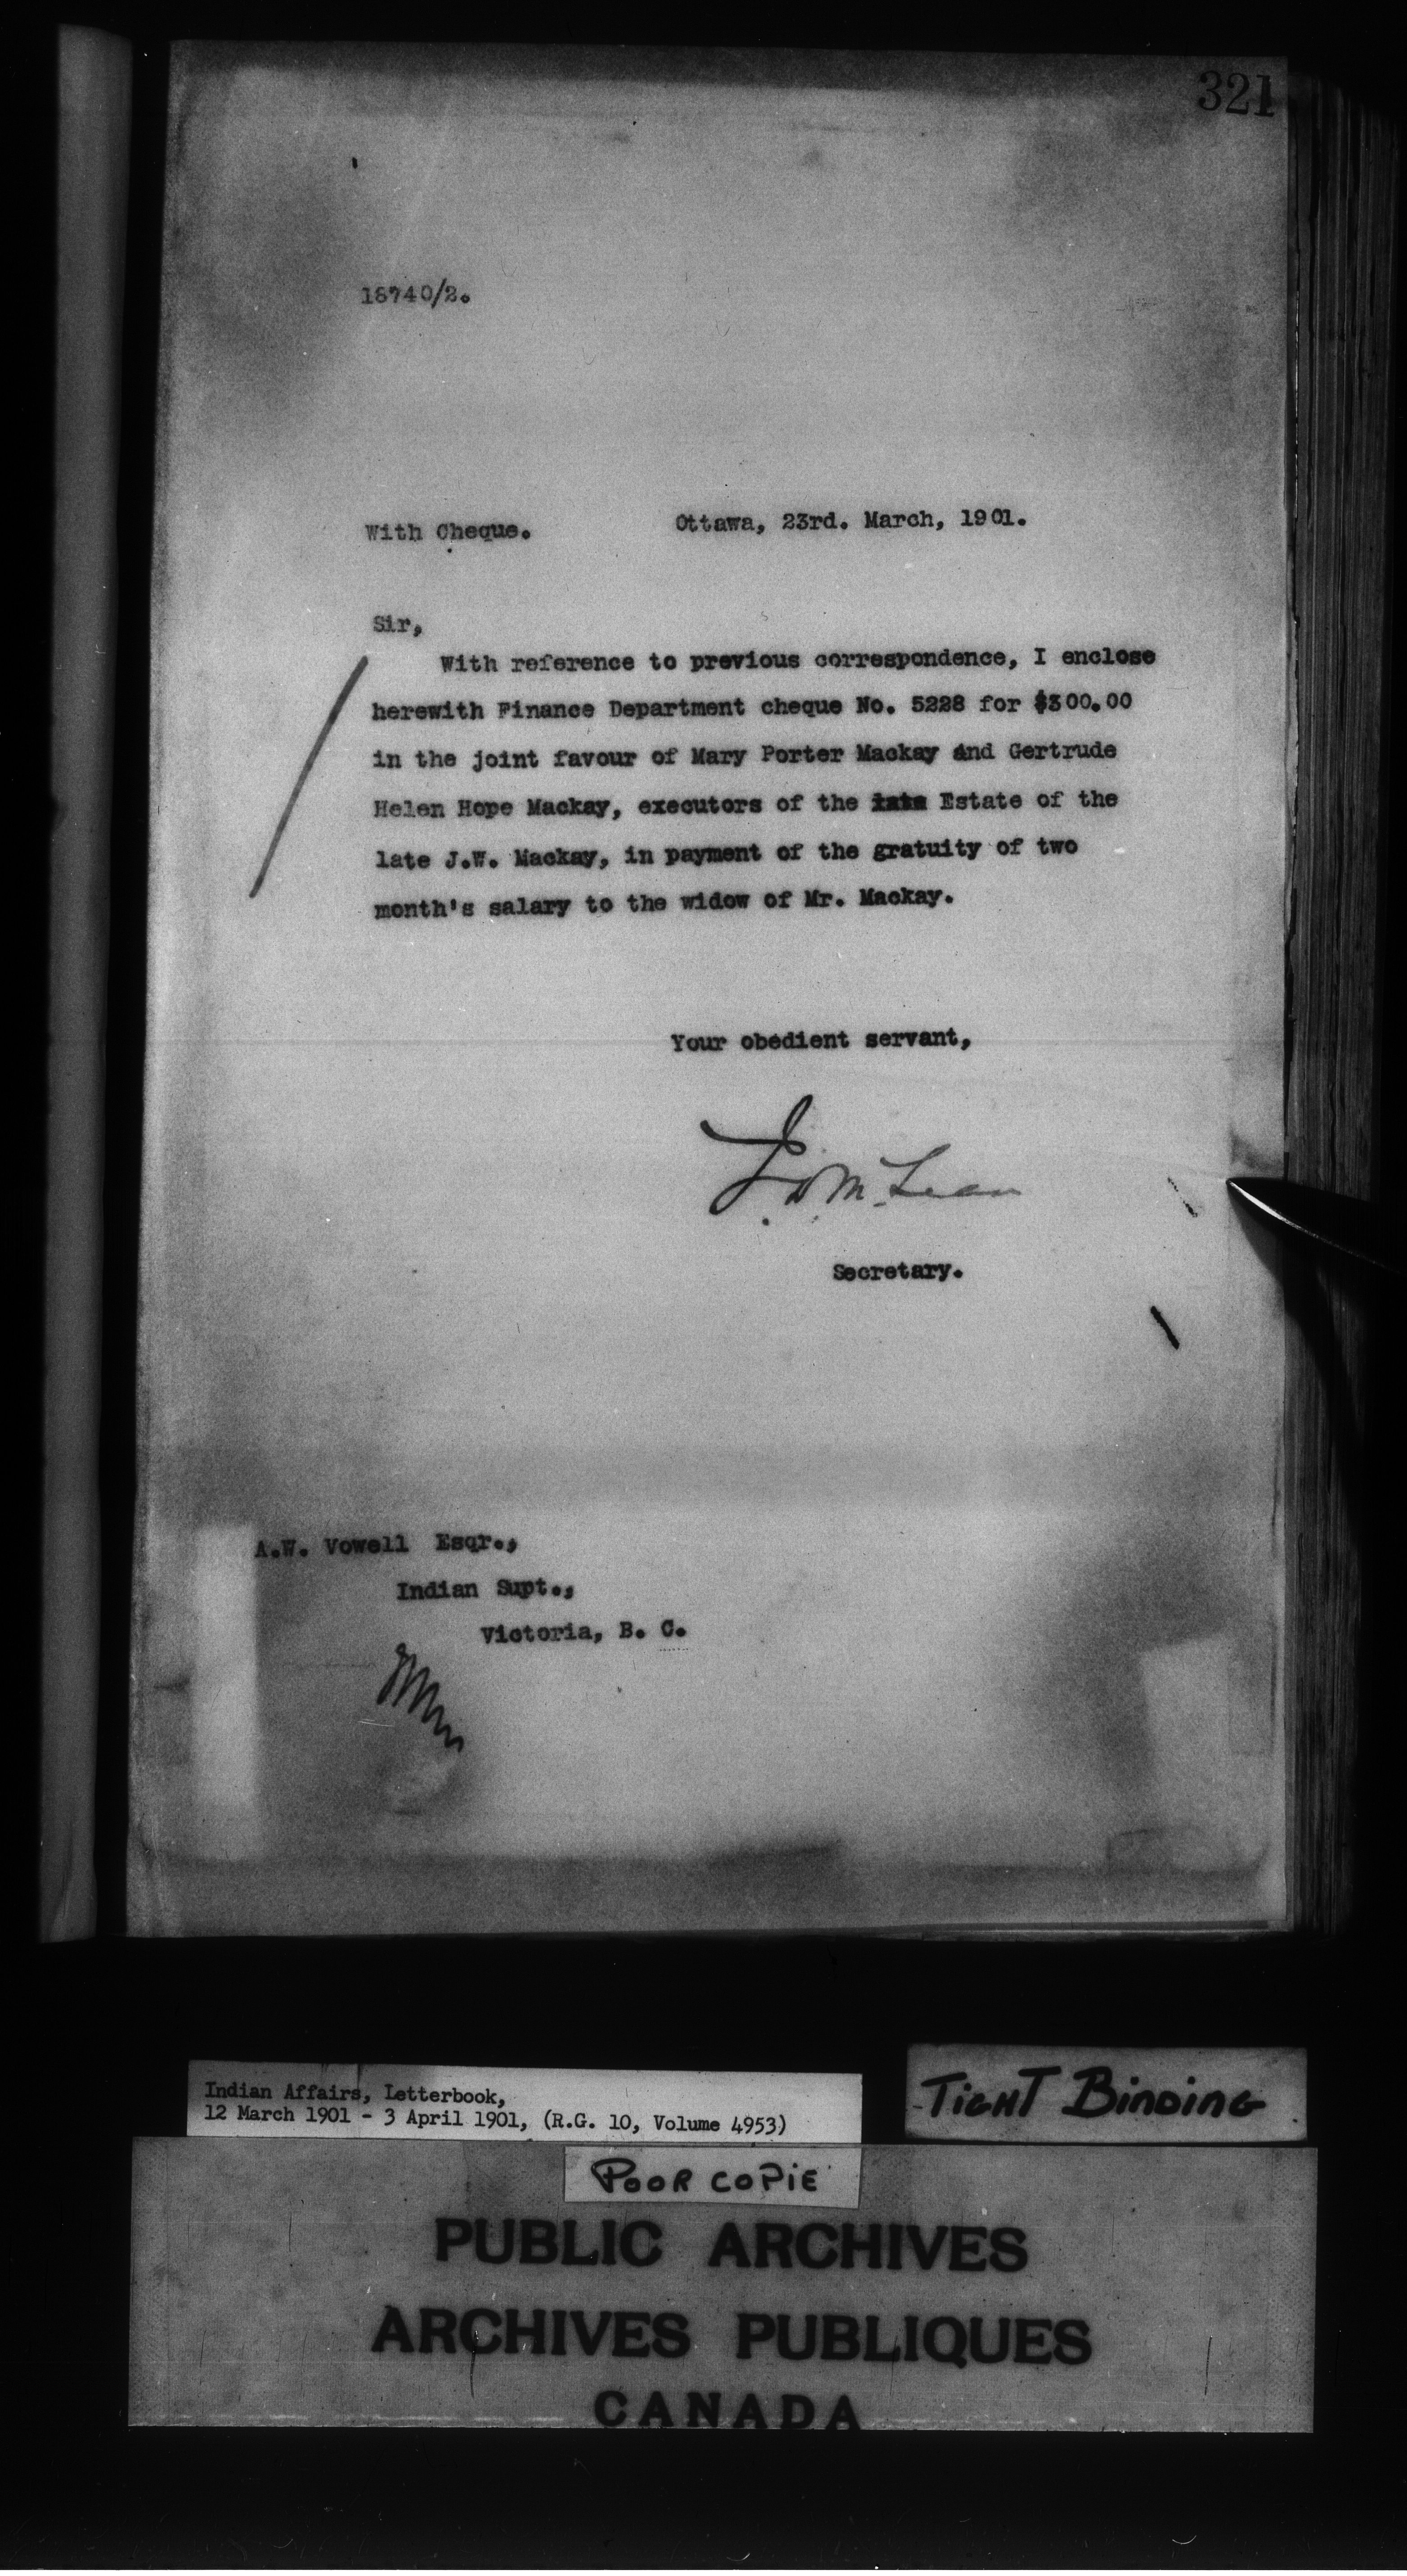 321
18740/2.
With Cheque. Ottawa, 23rd. March, 1901.
Sir,
With reference to previous correspondence, I enclose
herewith Finance Department cheque No. 5228 for $300.00
in the joint favour of Mary Porter Mackay and Gertrude
Helen Hope Mackay, executors of the late Estate of the
late J.W. Mackay, in payment of the gratuity of two
month's salary to the widow of Mr. Mackay.
Your obedient servant,
J. D. McLean
Secretary.
A.W. Vowell Esqr.,
Indian Supt.,
Victoria, B. C.
Indian Affairs, Letterbook,
12 March 1901 - 3 April 1901, (R.G. 10, Volume 4953)
TIGHT BINDING
POOR COPIE
PUBLIC ARCHIVES
ARCHIVES PUBLIQUES
CANADA